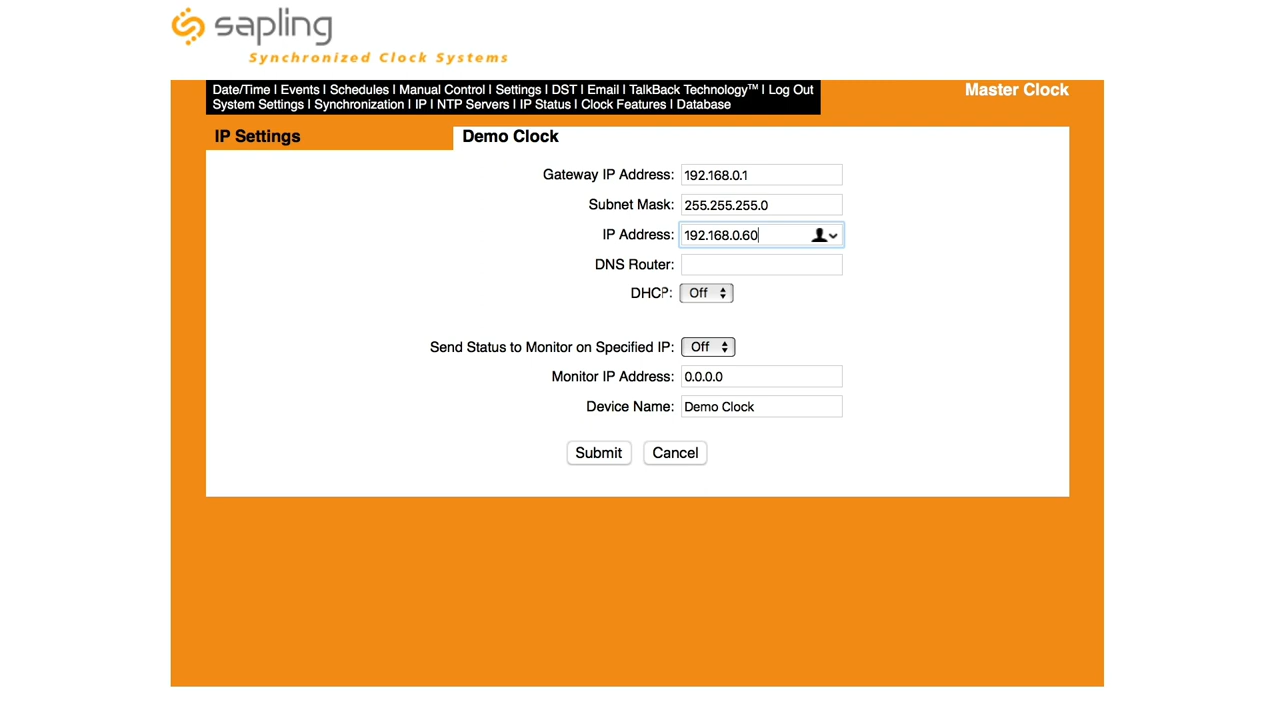 sapling
Synchronized Clock Systems
Date/Time | Events | Schedules | Manual Control | Settings | DST | Email | TalkBack Technology™ | Log Out
System Settings | Synchronization | IP | NTP Servers | IP Status | Clock Features | Database
Master Clock
IP Settings
Demo Clock
Gateway IP Address: 192.168.0.1
Subnet Mask: 255.255.255.0
IP Address: 192.168.0.60
DNS Router:
DHCP: Off
Send Status to Monitor on Specified IP: Off
Monitor IP Address: 0.0.0.0
Device Name: Demo Clock
Submit Cancel